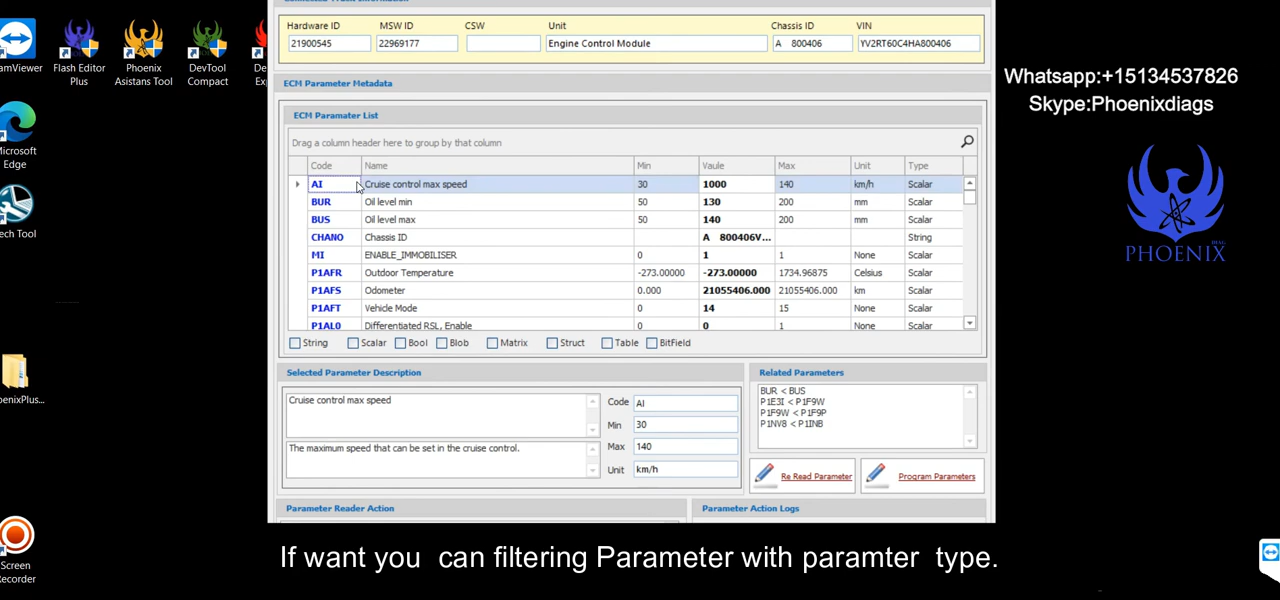 Connected Truck Information
Hardware ID MSW ID CSW Unit Chassis ID VIN
21900545 22969177 Engine Control Module A 800406 YV2RT60C4HA800406
ECM Parameter Metadata
ECM Paramater List
Drag a column header here to group by that column
Code Name Min Vaule Max Unit Type
AI Cruise control max speed 30 1000 140 km/h Scalar
BUR Oil level min 50 130 200 mm Scalar
BUS Oil level max 50 140 200 mm Scalar
CHANO Chassis ID A 800406V... String
MI ENABLE_IMMOBILISER 0 1 1 None Scalar
P1AFR Outdoor Temperature -273.00000 -273.00000 1734.96875 Celsius Scalar
P1AFS Odometer 0.000 21055406.000 21055406.000 km Scalar
P1AFT Vehicle Mode 0 14 15 None Scalar
P1AL0 Differentiated RSL, Enable 0 0 1 None Scalar
String Scalar Bool Blob Matrix Struct Table BitField
Selected Parameter Description
Cruise control max speed
The maximum speed that can be set in the cruise control.
Code AI
Min 30
Max 140
Unit km/h
Related Parameters
BUR < BUS
P1E3I < P1F9W
P1F9W < P1F9P
P1NV8 < P1INB
Re Read Parameter Program Parameters
Parameter Reader Action Parameter Action Logs
amViewer
Flash Editor
Plus
Phoenix
Asistans Tool
DevTool
Compact
De
Exp
Microsoft
Edge
ech Tool
oenixPlus...
Screen
Recorder
Whatsapp:+15134537826
Skype:Phoenixdiags
PHOENIX
DIAG
If want you can filtering Parameter with paramter type.